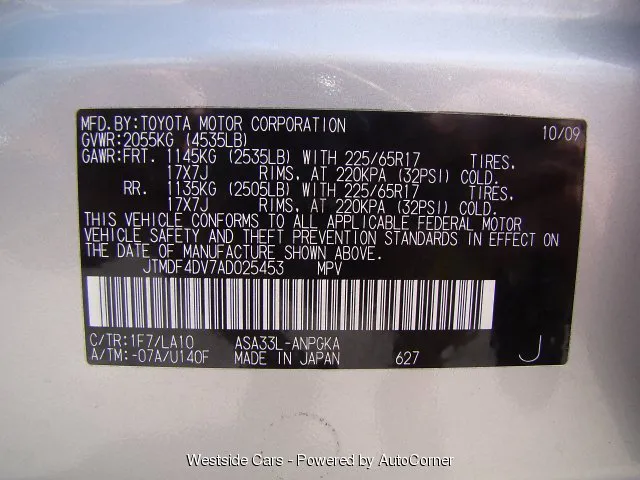 MFD.BY:TOYOTA MOTOR CORPORATION 10/09
GVWR:2055KG (4535LB)
GAWR:FRT. 1145KG (2535LB) WITH 225/65R17 TIRES,
17X7J RIMS, AT 220KPA (32PSI) COLD.
RR. 1135KG (2505LB) WITH 225/65R17 TIRES,
17X7J RIMS, AT 220KPA (32PSI) COLD.
THIS VEHICLE CONFORMS TO ALL APPLICABLE FEDERAL MOTOR
VEHICLE SAFETY AND THEFT PREVENTION STANDARDS IN EFFECT ON
THE DATE OF MANUFACTURE SHOWN ABOVE.
JTMDF4DV7AD025453 MPV
C/TR:1F7/LA10 ASA33L-ANPGKA
A/TM:-07A/U140F MADE IN JAPAN 627 J
Westside Cars - Powered by AutoCorner